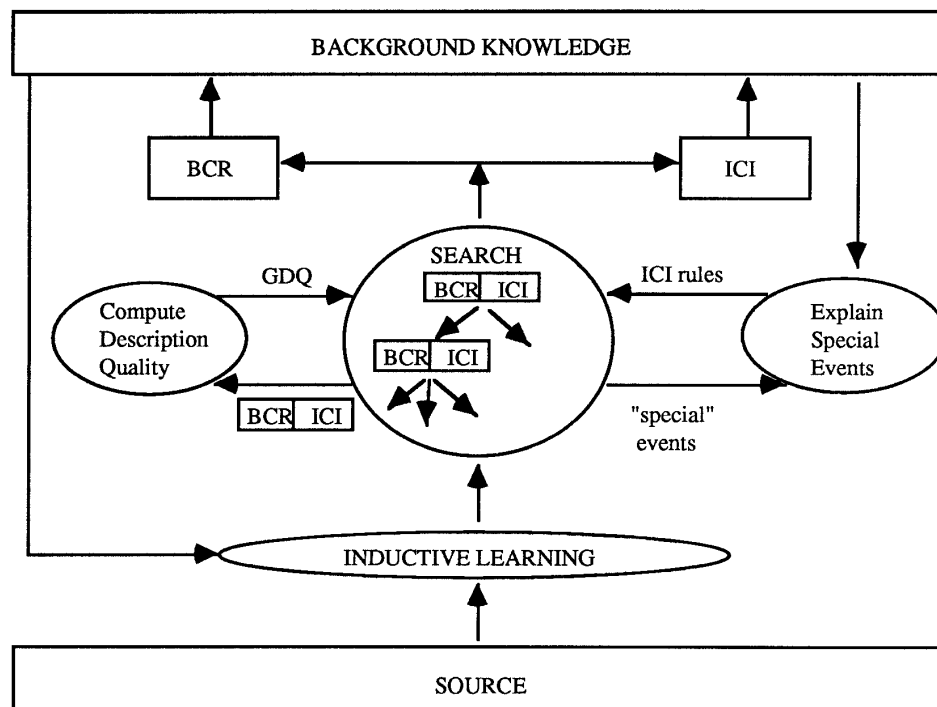 BACKGROUND KNOWLEDGE
BCR
ICI
SEARCH
GDQ
BCR ICI
ICI rules
Compute
Description
Quality
BCR ICI
Explain
Special
Events
BCR ICI
"special"
events
INDUCTIVE LEARNING
SOURCE